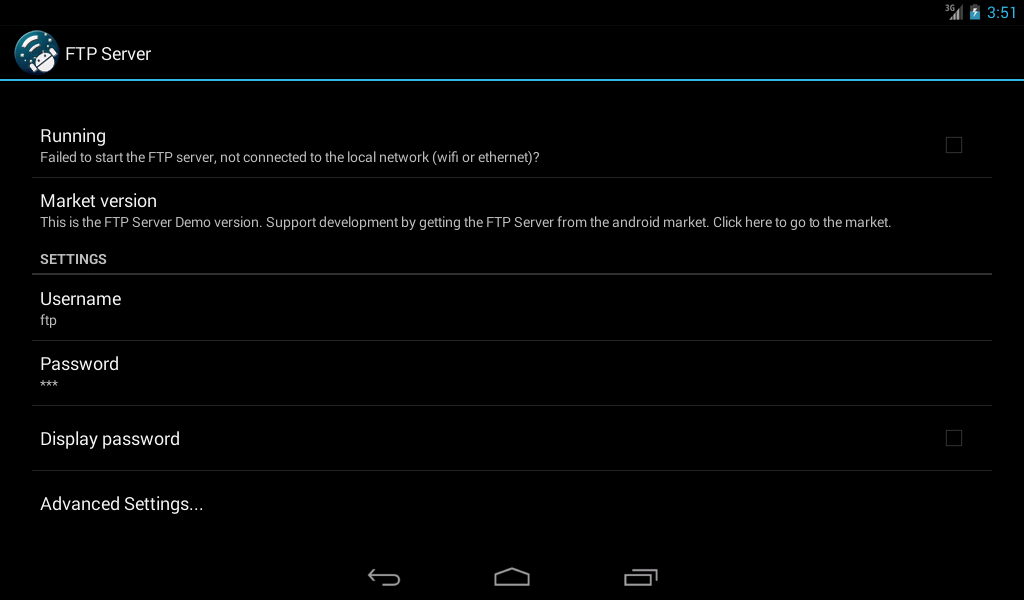 3G
3:51
FTP Server
Running
Failed to start the FTP server, not connected to the local network (wifi or ethernet)?
Market version
This is the FTP Server Demo version. Support development by getting the FTP Server from the android market. Click here to go to the market.
SETTINGS
Username
ftp
Password
***
Display password
Advanced Settings...